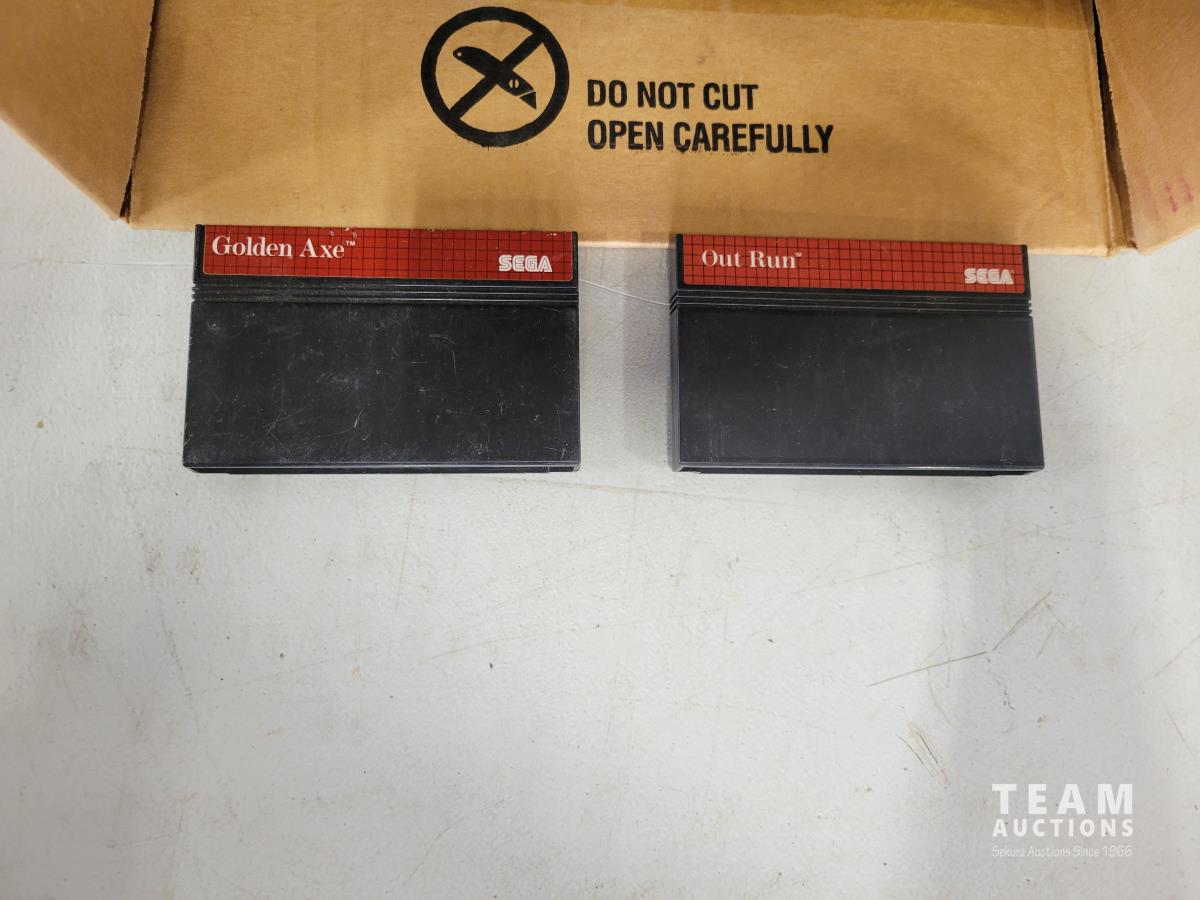 DO NOT CUT
OPEN CAREFULLY
Golden Axe™
SEGA
Out Run™
SEGA
TEAM
AUCTIONS
Sekura Auctions Since 1966